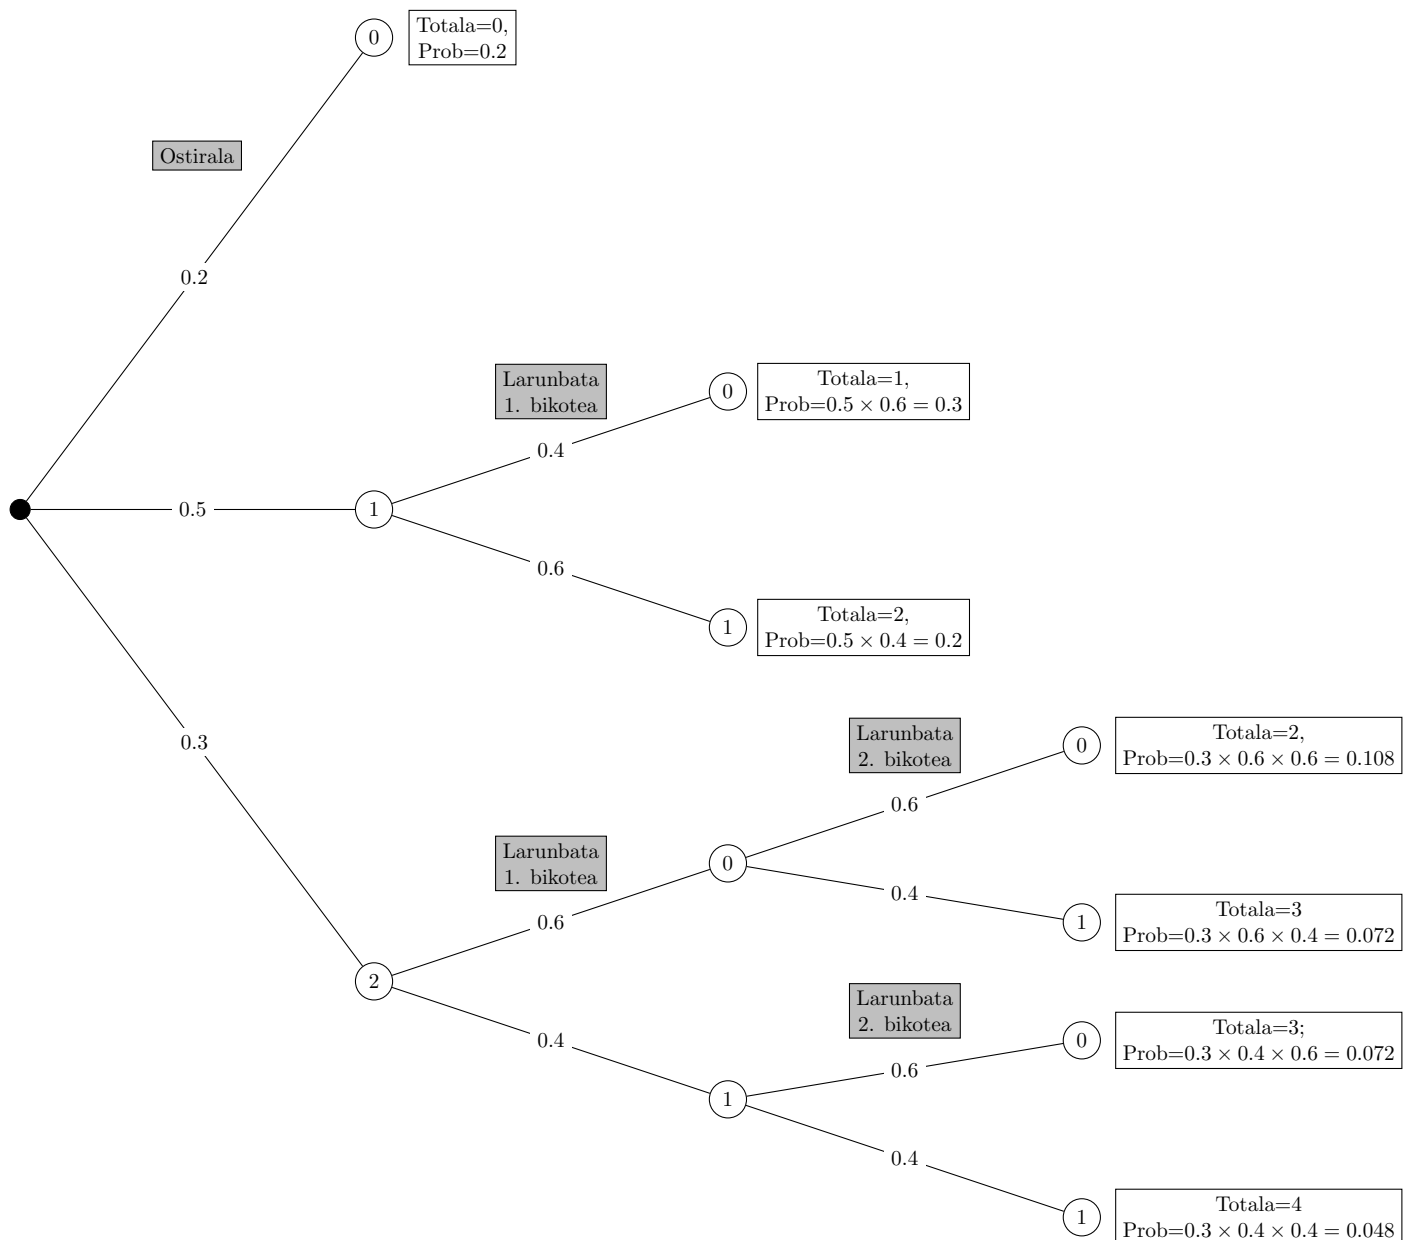 0
Totala=0,
Prob=0.2
Ostirala
0.2
Larunbata
1. bikotea
0
Totala=1,
Prob=0.5 × 0.6 = 0.3
0.4
0.5
1
0.6
1
Totala=2,
Prob=0.5 × 0.4 = 0.2
0.3
Larunbata
2. bikotea
0
Totala=2,
Prob=0.3 × 0.6 × 0.6 = 0.108
0.6
Larunbata
1. bikotea
0
0.6
0.4
1
Totala=3
Prob=0.3 × 0.6 × 0.4 = 0.072
2
Larunbata
2. bikotea
0
Totala=3;
Prob=0.3 × 0.4 × 0.6 = 0.072
0.4
0.6
1
0.4
1
Totala=4
Prob=0.3 × 0.4 × 0.4 = 0.048